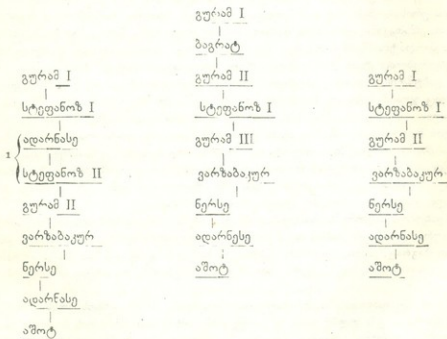 გურამ I
ბაგრატ
გურამ I
სტეფანოზ I
ადარნასე
სტეფანოზ II
გურამ II
ვარზაბაკურ
ნერსე
ადარნასე
აშოტ
გურამ II
სტეფანოზ I
გურამ III
ვარზაბაკურ
ნერსე
ადარნესე
აშოტ
გურამ I
სტეფანოზ I
გურამ II
ვარზაბაკურ
ნერსე
ადარნასე
აშოტ